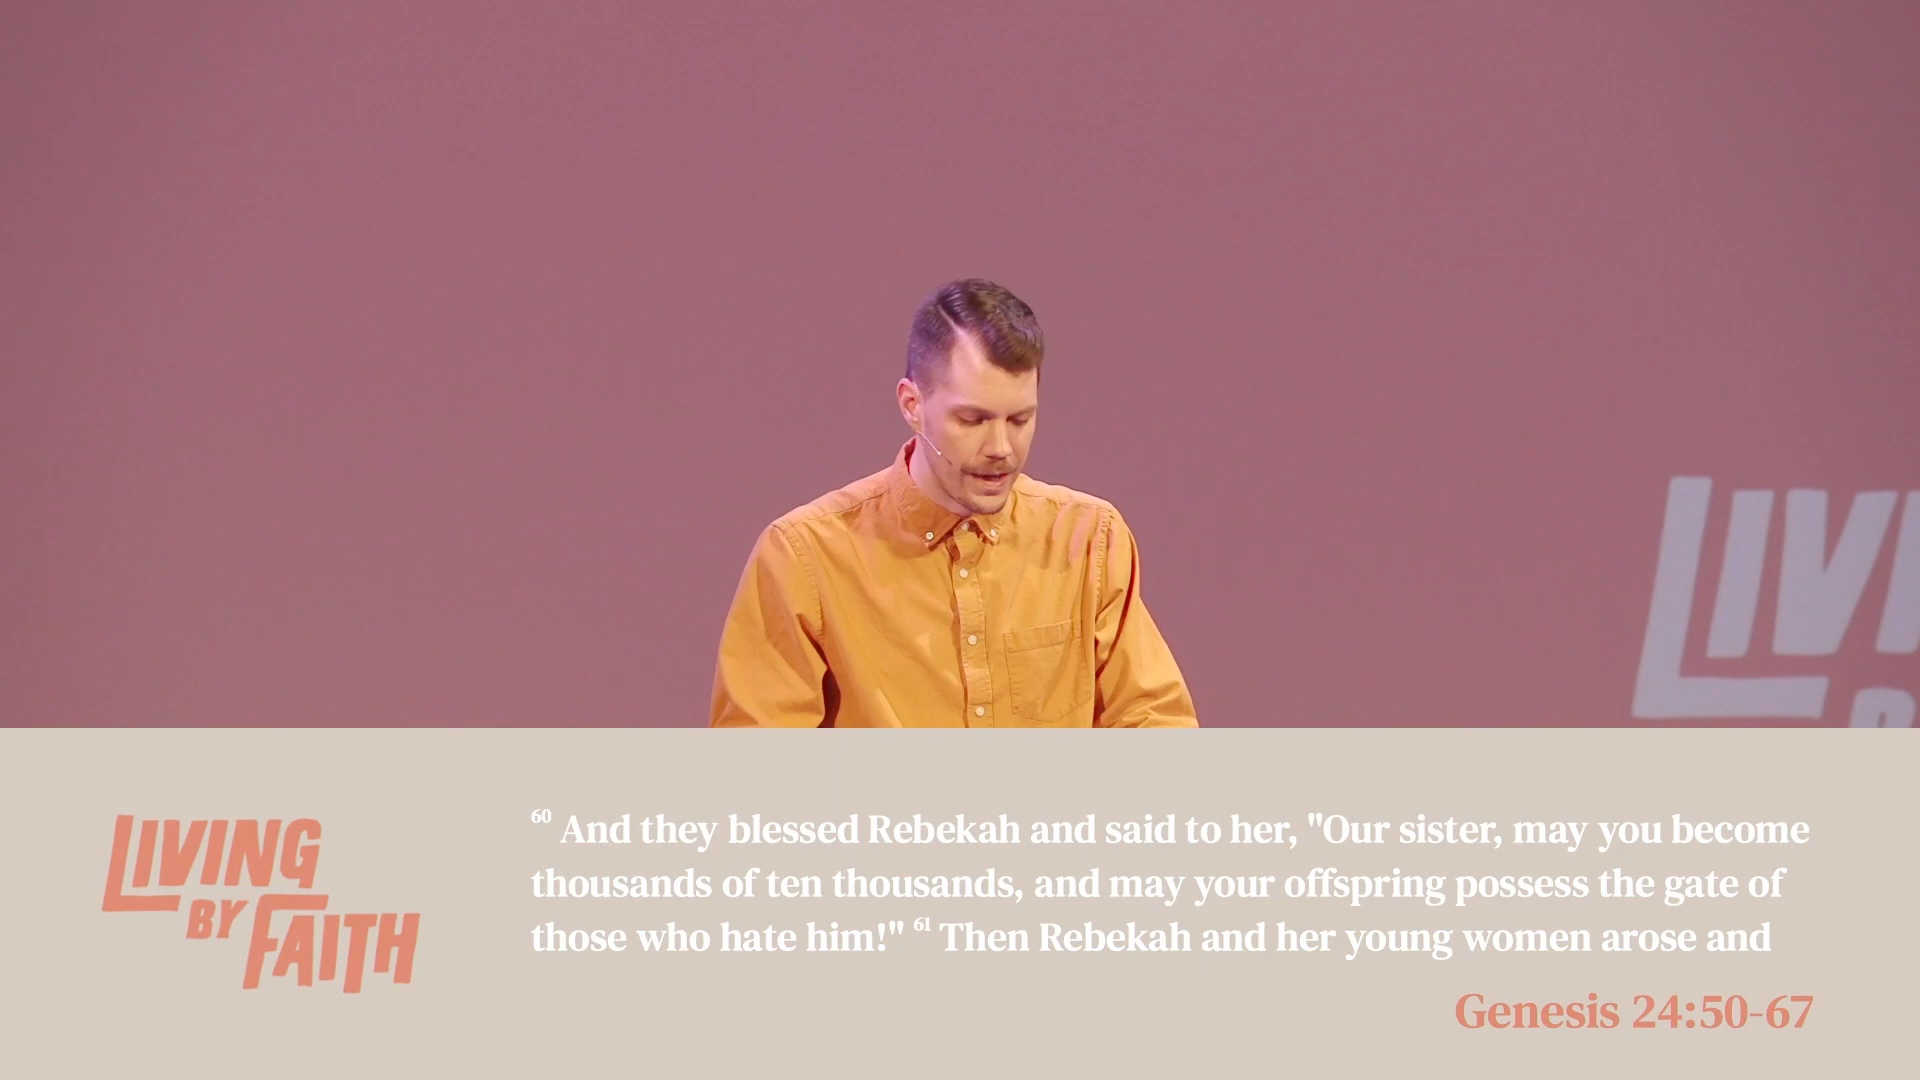 LIVI
LIVING
BY
FAITH
60 And they blessed Rebekah and said to her, "Our sister, may you become
thousands of ten thousands, and may your offspring possess the gate of
those who hate him!" 61 Then Rebekah and her young women arose and
Genesis 24:50-67